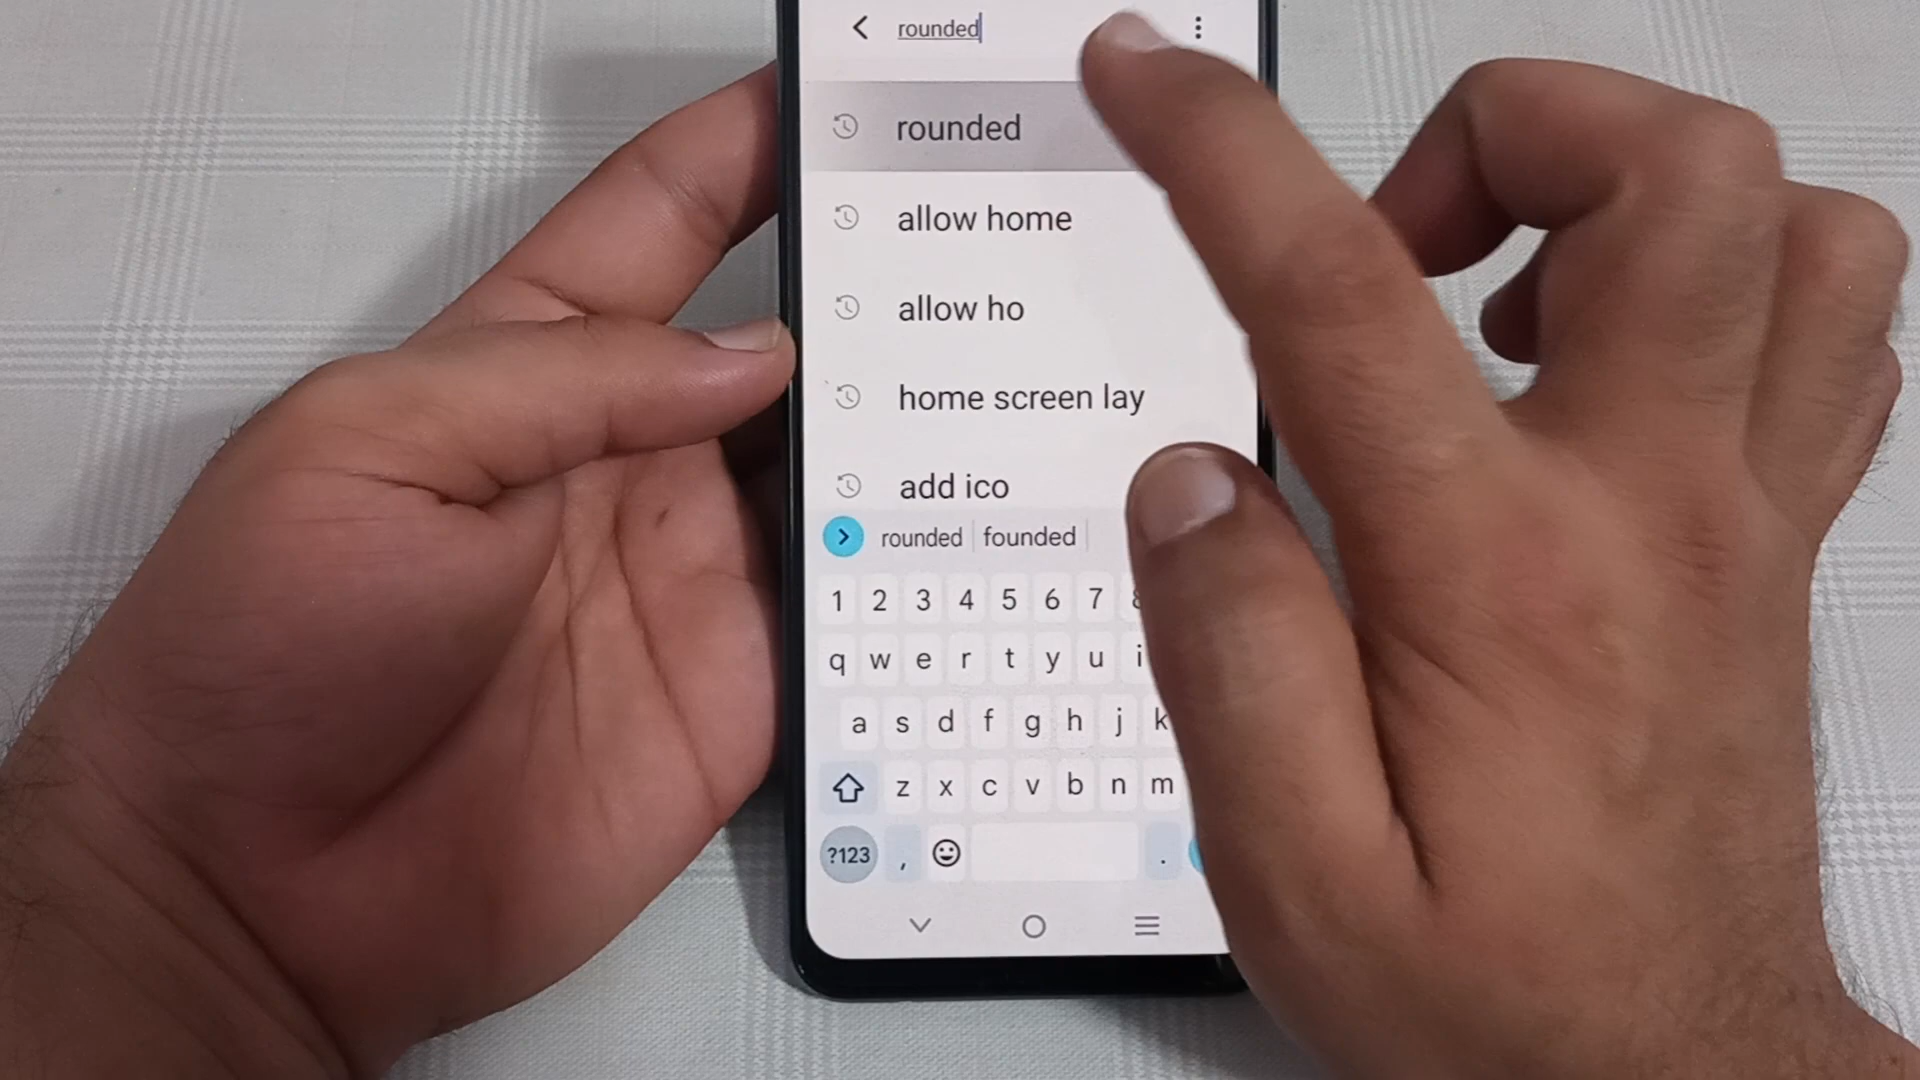 rounded
rounded
allow home
allow ho
home screen lay
add ico
rounded founded
1 2 3 4 5 6 7
q w e r t y u i
a s d f g h j k
z x c v b n m
?123 , .